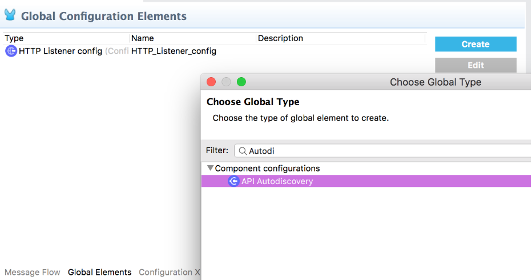 Global Configuration Elements
Type Name Description
HTTP Listener config (Confi HTTP_Listener_config
Create
Edit
Choose Global Type
Choose Global Type
Choose the type of global element to create.
Filter: Autodi
Component configurations
API Autodiscovery
Message Flow Global Elements Configuration X